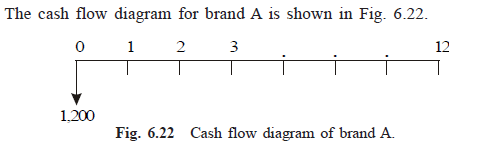 The cash flow diagram for brand A is shown in Fig. 6.22.
0 1 2 3 . . . 12
1,200
Fig. 6.22 Cash flow diagram of brand A.